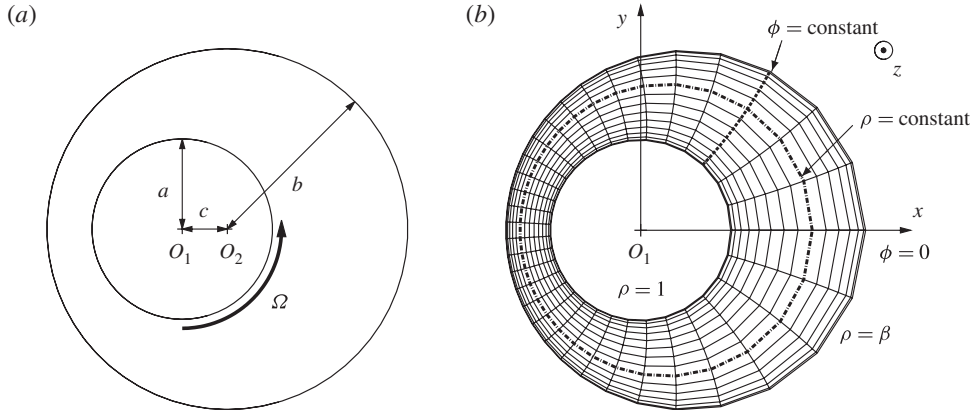 (a)
a
c
b
O1
O2
Ω
(b)
y
ϕ = constant
z
ρ = constant
x
O1
ϕ = 0
ρ = 1
ρ = β